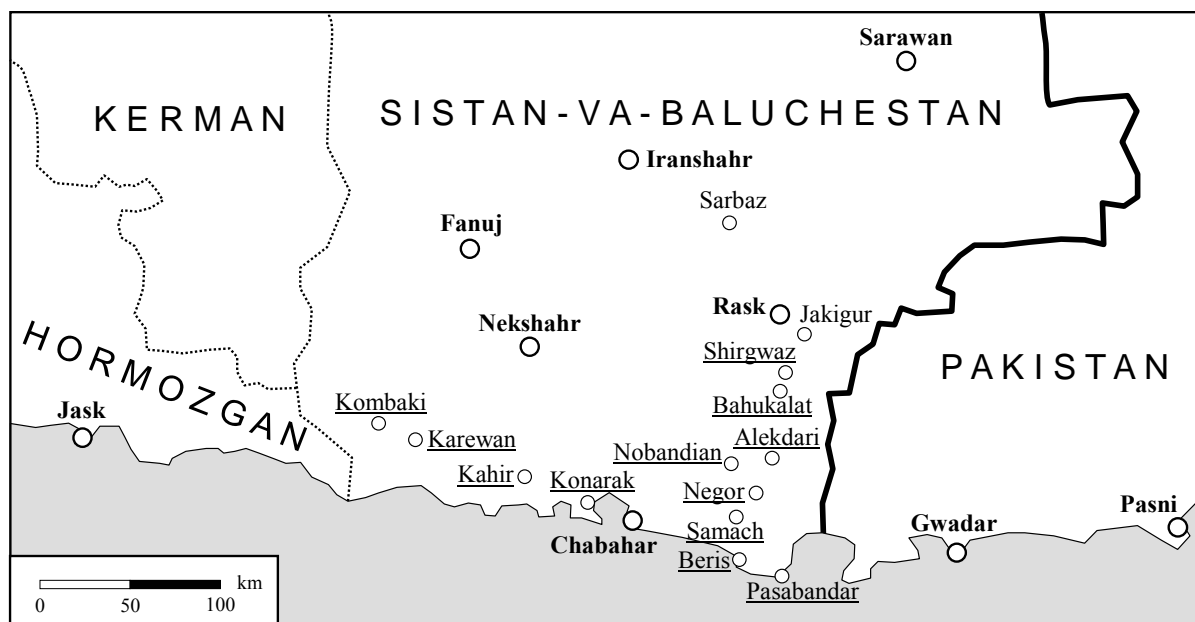 Sarawan
KERMAN
SISTAN-VA-BALUCHESTAN
Iranshahr
Sarbaz
Fanuj
Rask
Jakigur
Nekshahr
HORMOZGAN
Shirgwaz
PAKISTAN
Bahukalat
Kombaki
Jask
Karewan
Alekdari
Nobandian
Kahir
Konarak
Negor
Pasni
Samach
Gwadar
Chabahar
Beris
Pasabandar
km
0 50 100